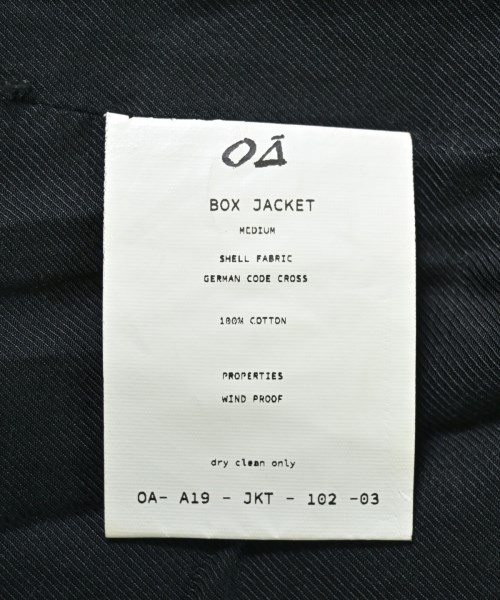 OĀ
BOX JACKET
MEDIUM
SHELL FABRIC
GERMAN CODE CROSS
100% COTTON
PROPERTIES
WIND PROOF
dry clean only
OA- A19 - JKT - 102 -03